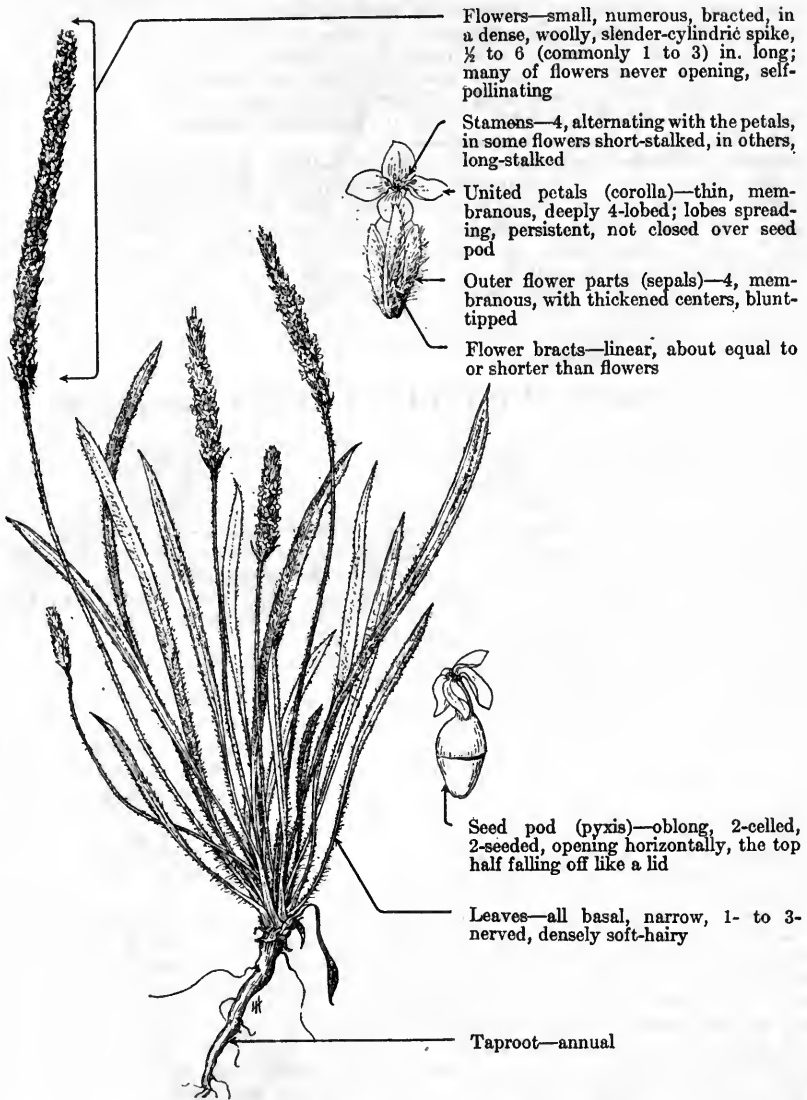 Flowers—small, numerous, bracted, in
a dense, woolly, slender-cylindric spike,
½ to 6 (commonly 1 to 3) in. long;
many of flowers never opening, self-
pollinating
Stamens—4, alternating with the petals,
in some flowers short-stalked, in others,
long-stalked
United petals (corolla)—thin, mem-
branous, deeply 4-lobed; lobes spread-
ing, persistent, not closed over seed
pod
Outer flower parts (sepals)—4, mem-
branous, with thickened centers, blunt-
tipped
Flower bracts—linear, about equal to
or shorter than flowers
Seed pod (pyxis)—oblong, 2-celled,
2-seeded, opening horizontally, the top
half falling off like a lid
Leaves—all basal, narrow, 1- to 3-
nerved, densely soft-hairy
Taproot—annual